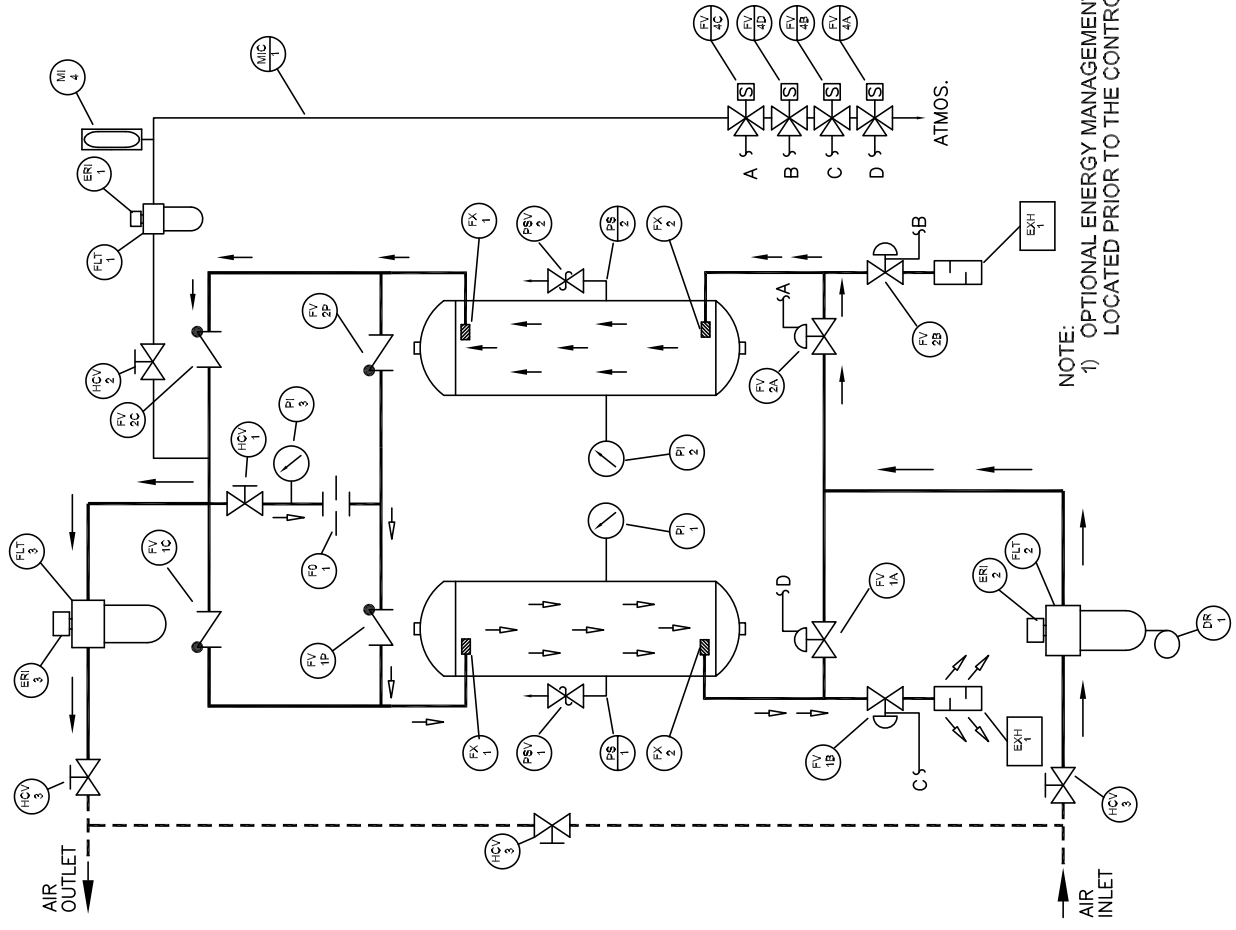 MI 4
ERI 1
FLT 1
MIC 1
FV 4C
FV 4D
FV 4B
FV 4A
S
S
S
S
A
B
C
D
ATMOS.
HCV 2
FV 2C
FV 2P
PI 3
HCV 1
FO 1
FV 1C
FV 1P
FX 1
PSV 2
PS 2
FX 2
PI 2
PI 1
FX 1
PSV 1
PS 1
FX 2
FV 2A
A
FV 2B
B
EXH 1
FV 1A
D
FV 1B
C
EXH 1
FLT 3
ERI 3
HCV 3
HCV 3
HCV 3
ERI 2
FLT 2
DR 1
AIR
OUTLET
AIR
INLET
NOTE:
1) OPTIONAL ENERGY MANAGEMENT
LOCATED PRIOR TO THE CONTRO